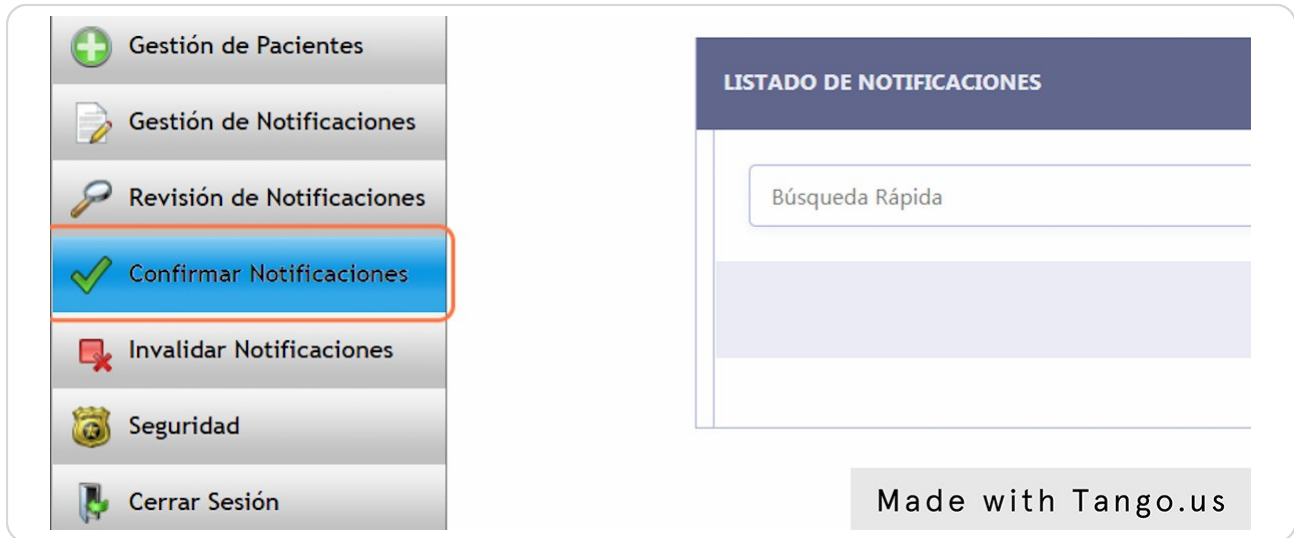 Gestión de Pacientes
Gestión de Notificaciones
Revisión de Notificaciones
Confirmar Notificaciones
Invalidar Notificaciones
Seguridad
Cerrar Sesión
LISTADO DE NOTIFICACIONES
Búsqueda Rápida
Made with Tango.us